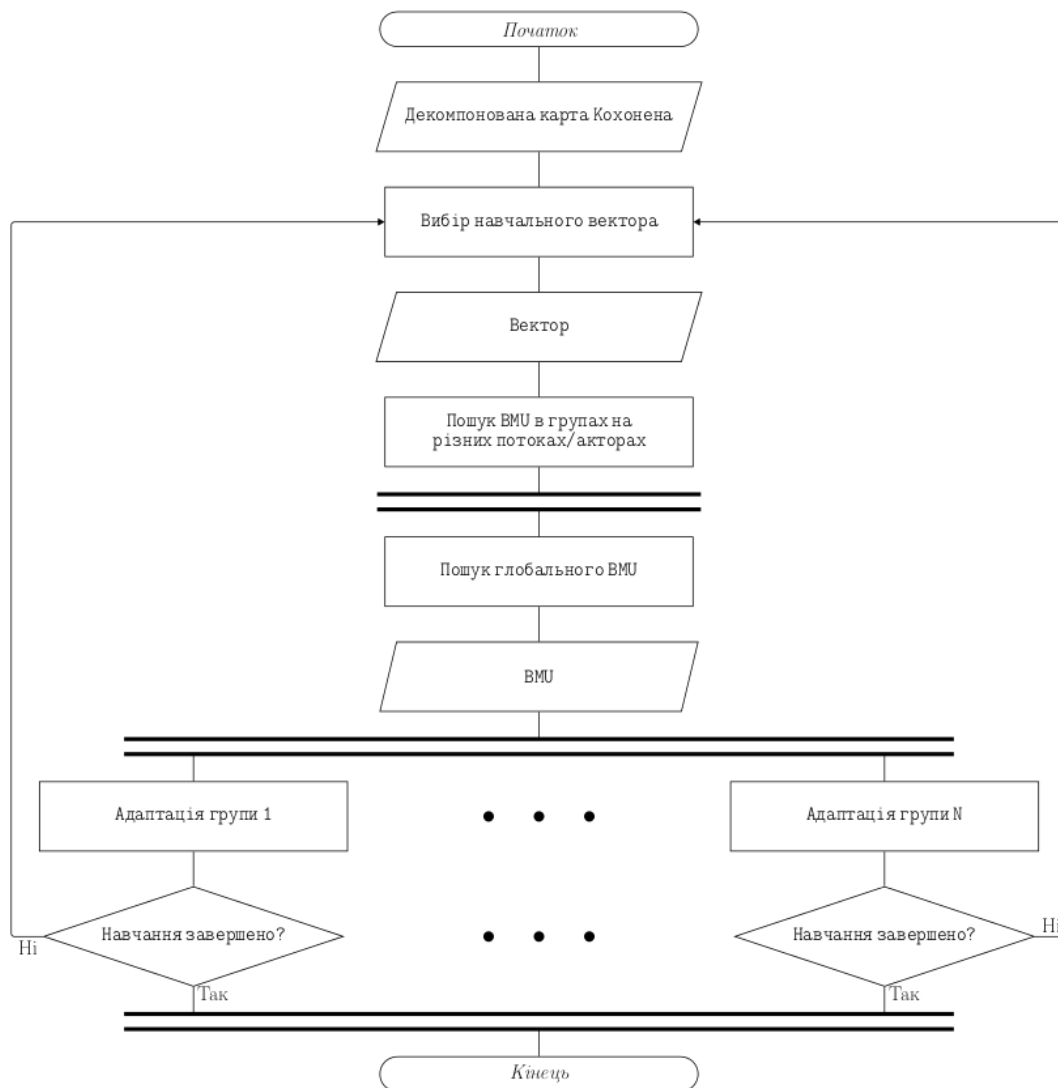 Початок
Декомпонована карта Кохонена
Вибір навчального вектора
Вектор
Пошук BMU в групах на
різних потоках/акторах
Пошук глобального BMU
BMU
Адаптація групи 1
Адаптація групи N
Навчання завершено?
Навчання завершено?
Ні
Ні
Так
Так
Кінець